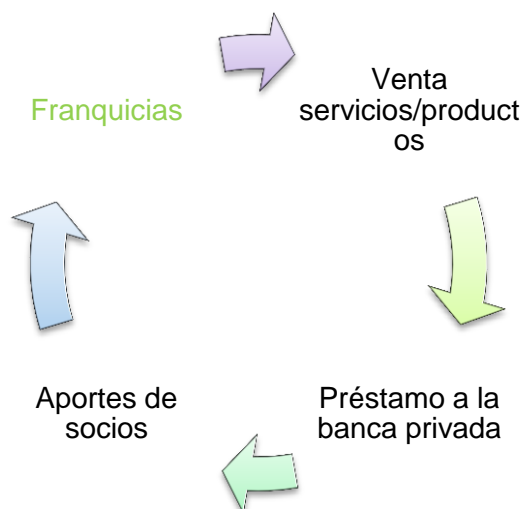 Franquicias
Venta
servicios/product
os
Préstamo a la
banca privada
Aportes de
socios